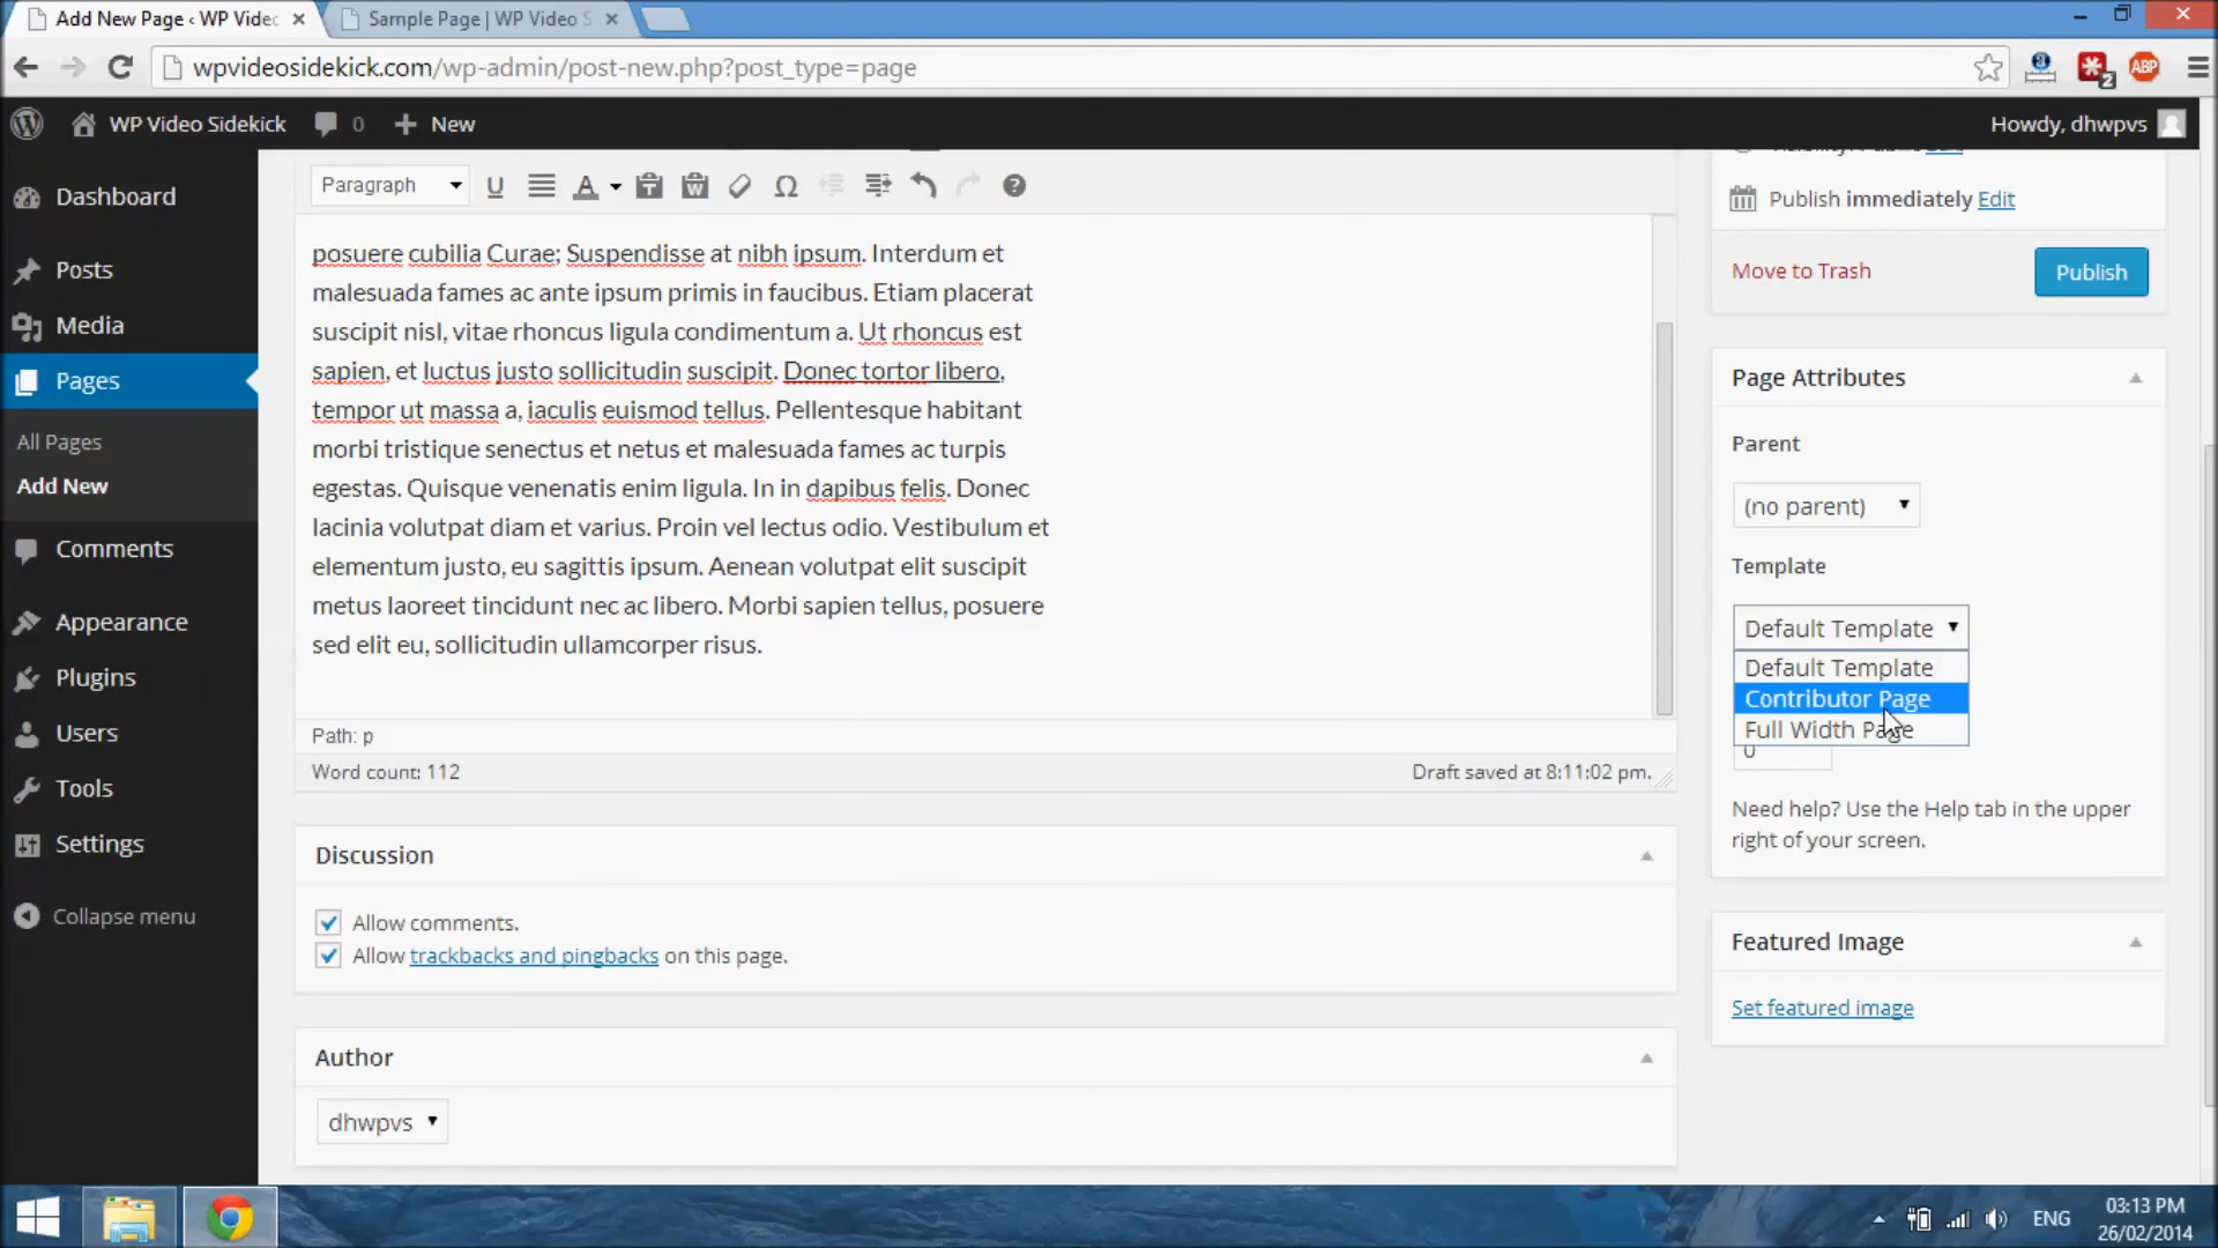 Add New Page ‹ WP Videc
Sample Page | WP Video S
wpvideosidekick.com/wp-admin/post-new.php?post_type=page
3
2
ABP
WP Video Sidekick
0
New
Howdy, dhwpvs
Dashboard
Posts
Media
Pages
All Pages
Add New
Comments
Appearance
Plugins
Users
Tools
Settings
Collapse menu
Paragraph
posuere cubilia Curae; Suspendisse at nibh ipsum. Interdum et
malesuada fames ac ante ipsum primis in faucibus. Etiam placerat
suscipit nisl, vitae rhoncus ligula condimentum a. Ut rhoncus est
sapien, et luctus justo sollicitudin suscipit. Donec tortor libero,
tempor ut massa a, iaculis euismod tellus. Pellentesque habitant
morbi tristique senectus et netus et malesuada fames ac turpis
egestas. Quisque venenatis enim ligula. In in dapibus felis. Donec
lacinia volutpat diam et varius. Proin vel lectus odio. Vestibulum et
elementum justo, eu sagittis ipsum. Aenean volutpat elit suscipit
metus laoreet tincidunt nec ac libero. Morbi sapien tellus, posuere
sed elit eu, sollicitudin ullamcorper risus.
Path: p
Word count: 112
Draft saved at 8:11:02 pm.
Discussion
Allow comments.
Allow trackbacks and pingbacks on this page.
Author
dhwpvs
Publish immediately Edit
Move to Trash
Publish
Page Attributes
Parent
(no parent)
Template
Default Template
Default Template
Contributor Page
Full Width Page
0
Need help? Use the Help tab in the upper
right of your screen.
Featured Image
Set featured image
ENG
03:13 PM
26/02/2014